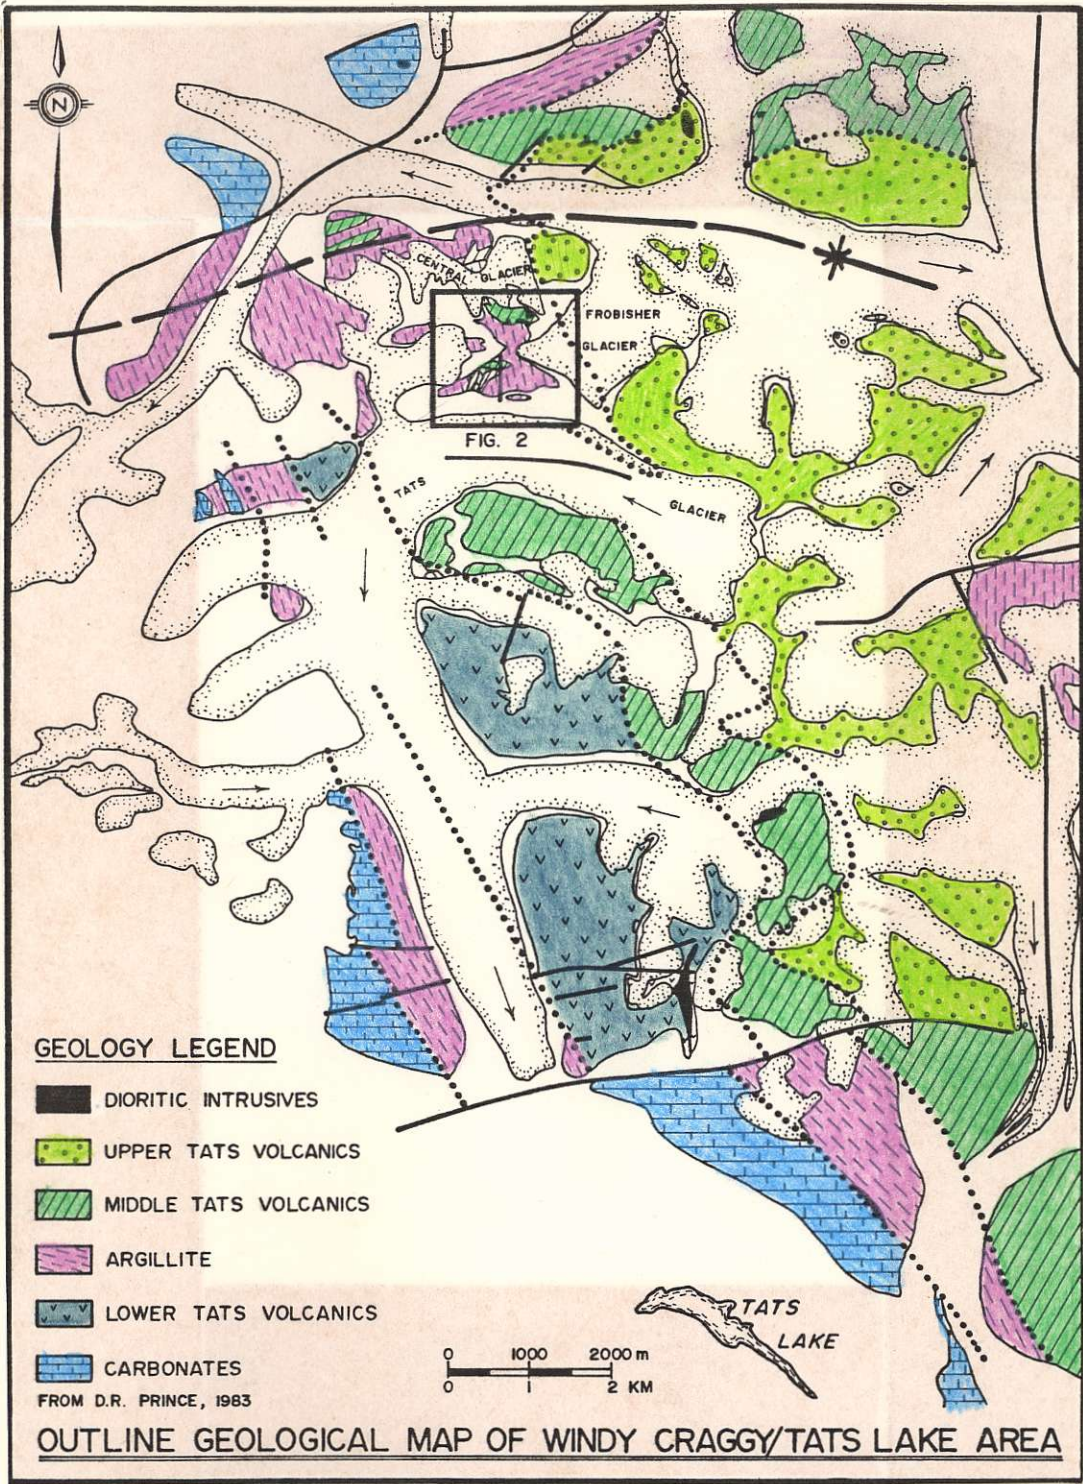 N
CENTRAL GLACIER
FROBISHER
GLACIER
FIG. 2
TATS
GLACIER
GEOLOGY LEGEND
DIORITIC INTRUSIVES
UPPER TATS VOLCANICS
MIDDLE TATS VOLCANICS
ARGILLITE
LOWER TATS VOLCANICS
CARBONATES
FROM D.R. PRINCE, 1983
TATS
LAKE
0 1000 2000 m
0 1 2 KM
OUTLINE GEOLOGICAL MAP OF WINDY CRAGGY/TATS LAKE AREA